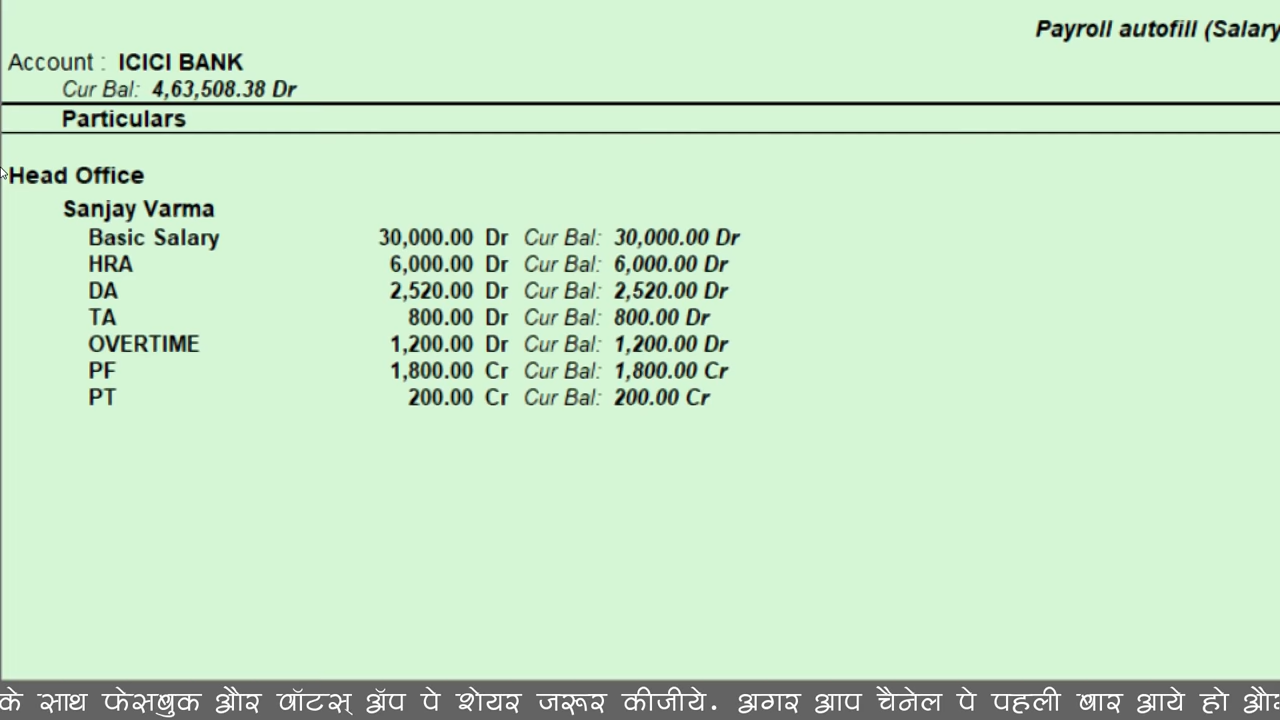 Payroll autofill (Salary
Account : ICICI BANK
Cur Bal: 4,63,508.38 Dr
Particulars
Head Office
Sanjay Varma
Basic Salary 30,000.00 Dr Cur Bal: 30,000.00 Dr
HRA 6,000.00 Dr Cur Bal: 6,000.00 Dr
DA 2,520.00 Dr Cur Bal: 2,520.00 Dr
TA 800.00 Dr Cur Bal: 800.00 Dr
OVERTIME 1,200.00 Dr Cur Bal: 1,200.00 Dr
PF 1,800.00 Cr Cur Bal: 1,800.00 Cr
PT 200.00 Cr Cur Bal: 200.00 Cr
के साथ फेसबुक और वॉटस् ॲप पे शेयर जरूर कीजीये. अगर आप चैनेल पे पहली बार आये हो और